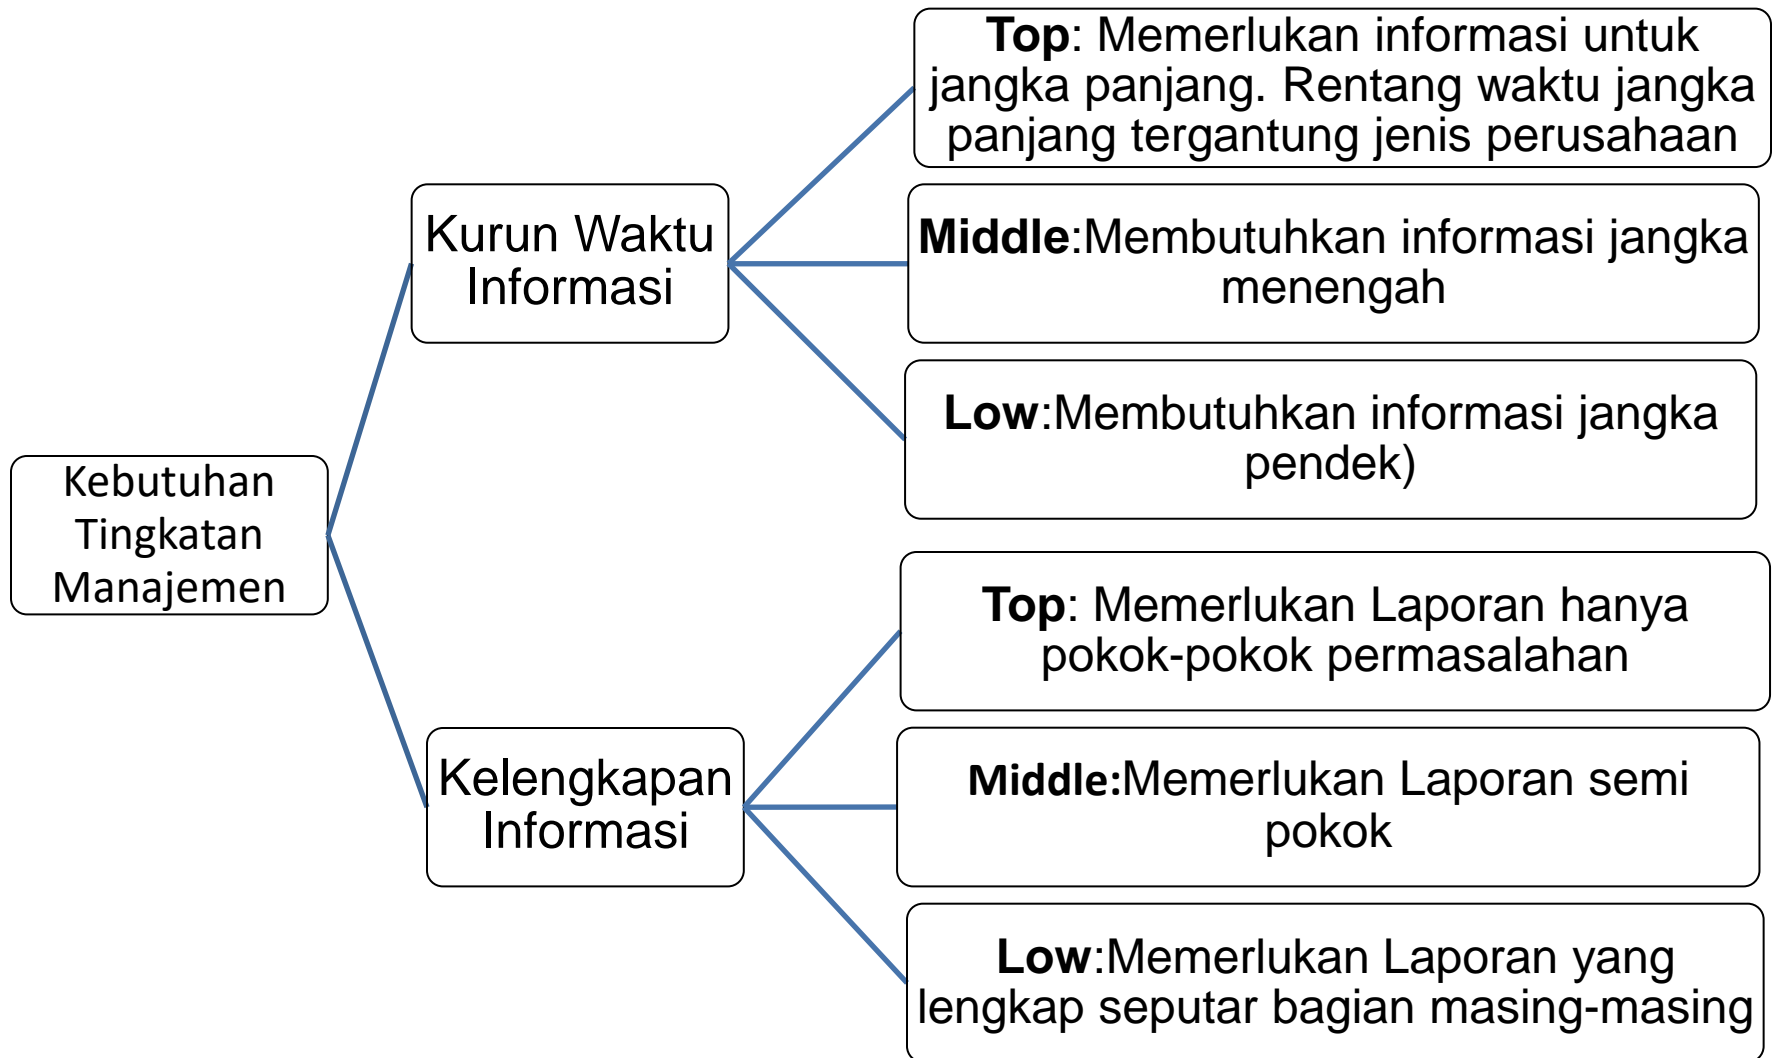 Kebutuhan
Tingkatan
Manajemen
Kurun Waktu
Informasi
Top: Memerlukan informasi untuk
jangka panjang. Rentang waktu jangka
panjang tergantung jenis perusahaan
Middle:Membutuhkan informasi jangka
menengah
Low:Membutuhkan informasi jangka
pendek)
Kelengkapan
Informasi
Top: Memerlukan Laporan hanya
pokok-pokok permasalahan
Middle:Memerlukan Laporan semi
pokok
Low:Memerlukan Laporan yang
lengkap seputar bagian masing-masing